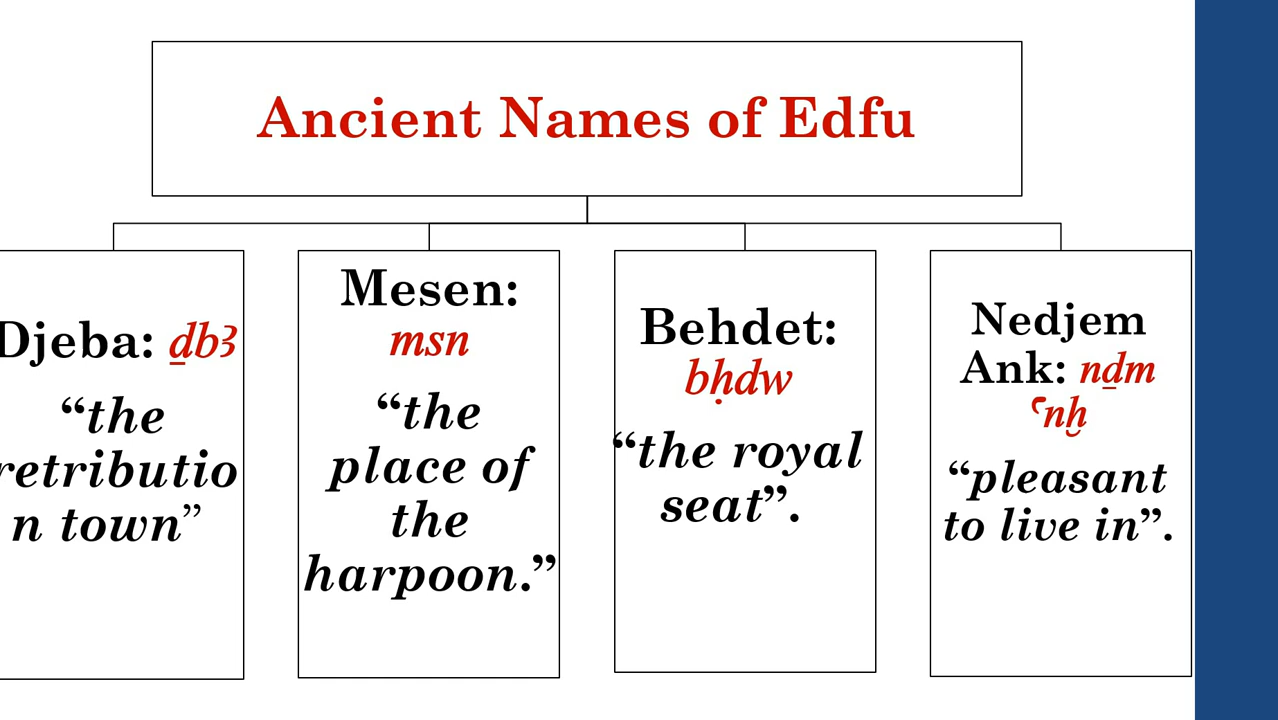 Ancient Names of Edfu
Djeba: ḏbꜣ
“the
retributio
n town”
Mesen:
msn
“the
place of
the
harpoon.”
Behdet:
bḥdw
“the royal
seat”.
Nedjem
Ank: nḏm
ꜥnḫ
“pleasant
to live in”.